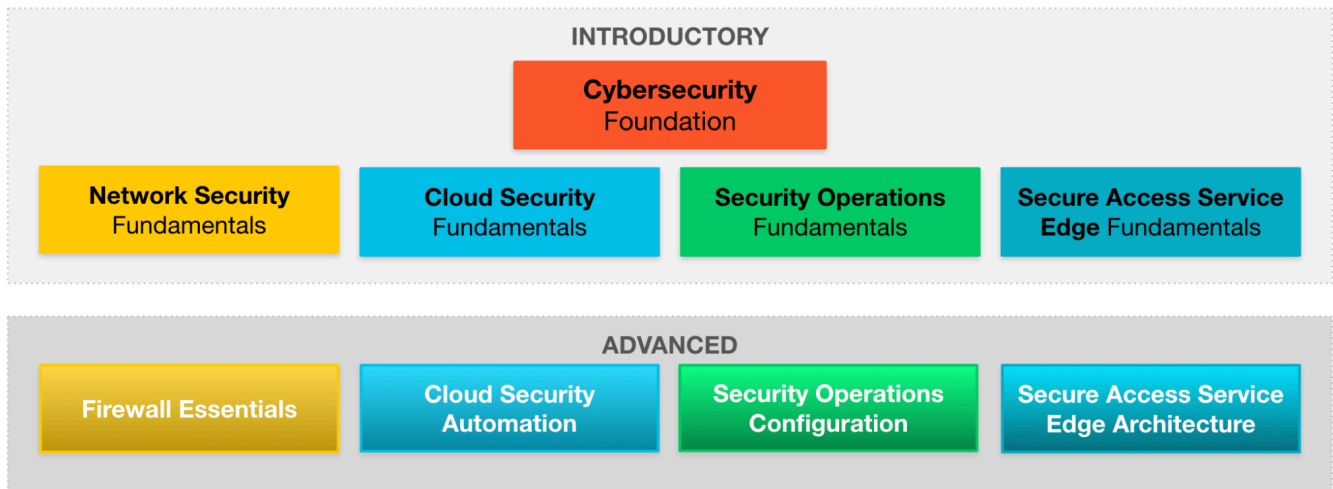 INTRODUCTORY
Cybersecurity
Foundation
Network Security
Fundamentals
Cloud Security
Fundamentals
Security Operations
Fundamentals
Secure Access Service
Edge Fundamentals
ADVANCED
Firewall Essentials
Cloud Security
Automation
Security Operations
Configuration
Secure Access Service
Edge Architecture